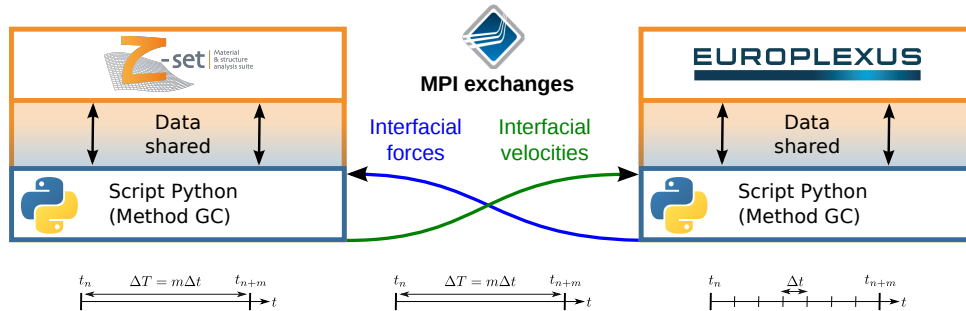 Z-set
Material
& structure
analysis suite
MPI exchanges
EUROPLEXUS
Data
shared
Interfacial
forces
Interfacial
velocities
Data
shared
Script Python
(Method GC)
Script Python
(Method GC)
t_n ΔT = mΔt t_{n+m}
t
t_n ΔT = mΔt t_{n+m}
t
t_n Δt t_{n+m}
t